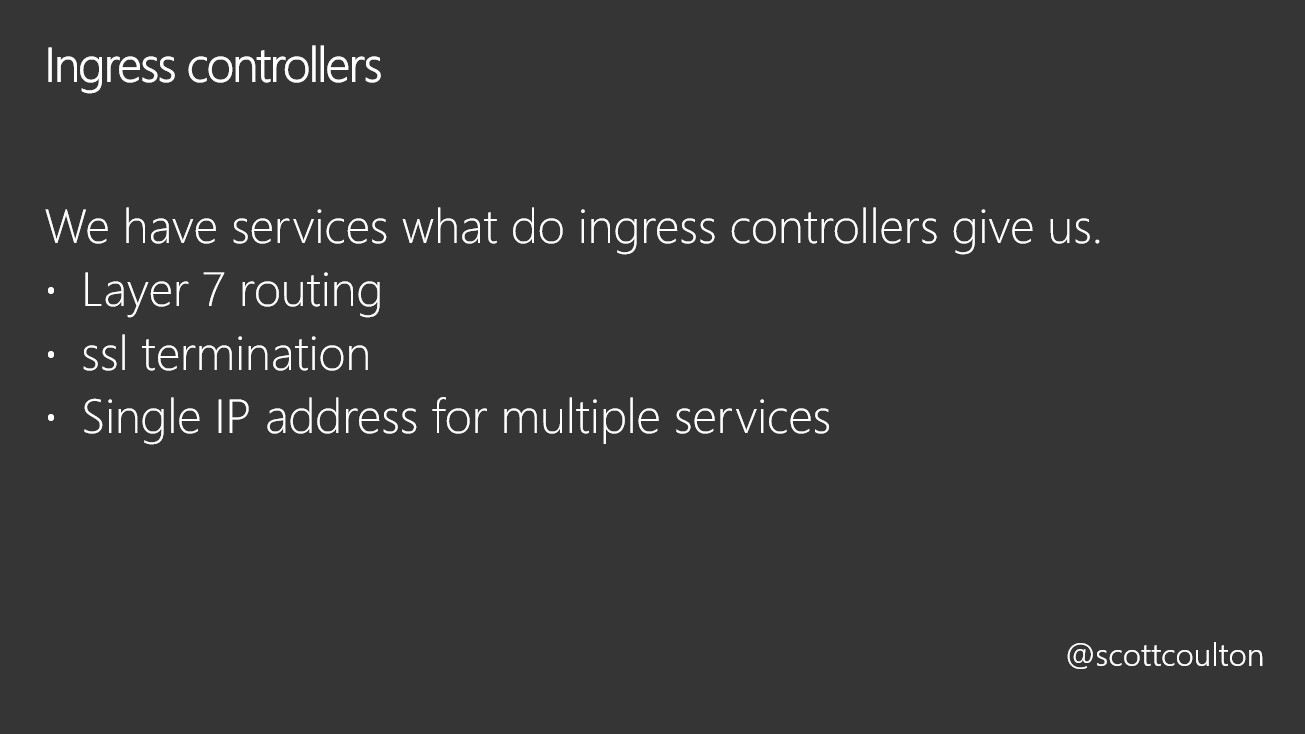 Ingress controllers
We have services what do ingress controllers give us.
• Layer 7 routing
• ssl termination
• Single IP address for multiple services
@scottcoulton